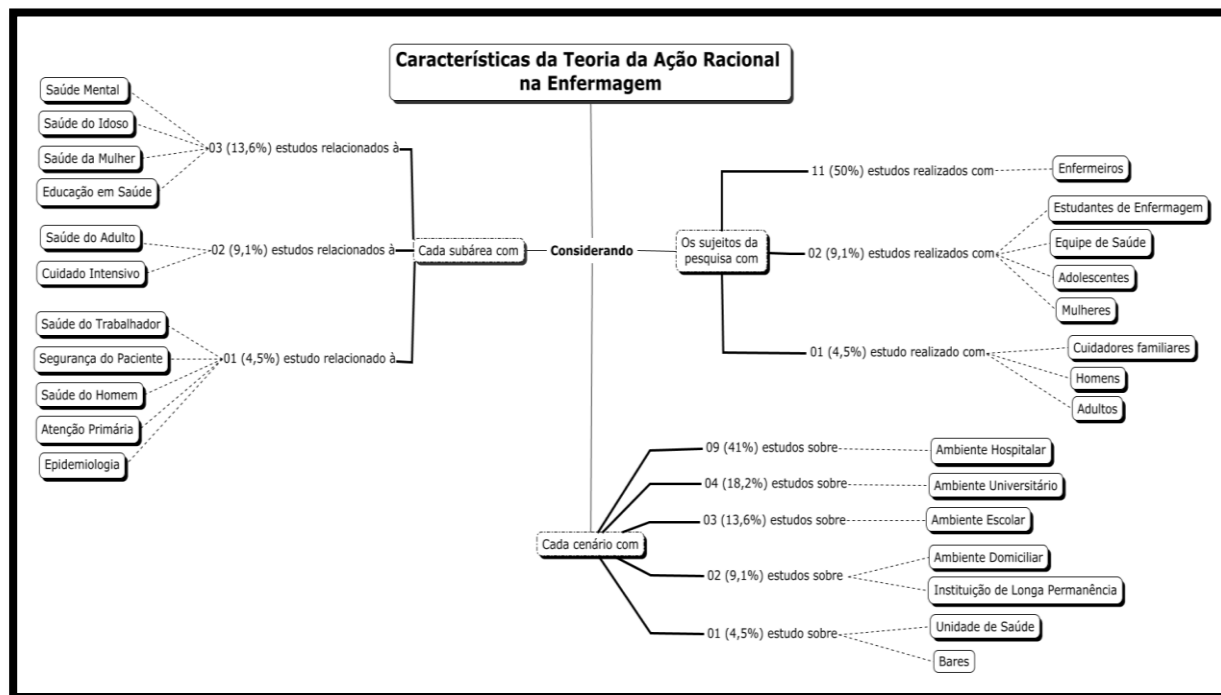 Características da Teoria da Ação Racional
na Enfermagem
Considerando
Cada subárea com
03 (13,6%) estudos relacionados à
Saúde Mental
Saúde do Idoso
Saúde da Mulher
Educação em Saúde
02 (9,1%) estudos relacionados à
Saúde do Adulto
Cuidado Intensivo
01 (4,5%) estudo relacionado à
Saúde do Trabalhador
Segurança do Paciente
Saúde do Homem
Atenção Primária
Epidemiologia
Os sujeitos da
pesquisa com
11 (50%) estudos realizados com
Enfermeiros
02 (9,1%) estudos realizados com
Estudantes de Enfermagem
Equipe de Saúde
Adolescentes
Mulheres
01 (4,5%) estudo realizado com
Cuidadores familiares
Homens
Adultos
Cada cenário com
09 (41%) estudos sobre
Ambiente Hospitalar
04 (18,2%) estudos sobre
Ambiente Universitário
03 (13,6%) estudos sobre
Ambiente Escolar
02 (9,1%) estudos sobre
Ambiente Domiciliar
Instituição de Longa Permanência
01 (4,5%) estudo sobre
Unidade de Saúde
Bares